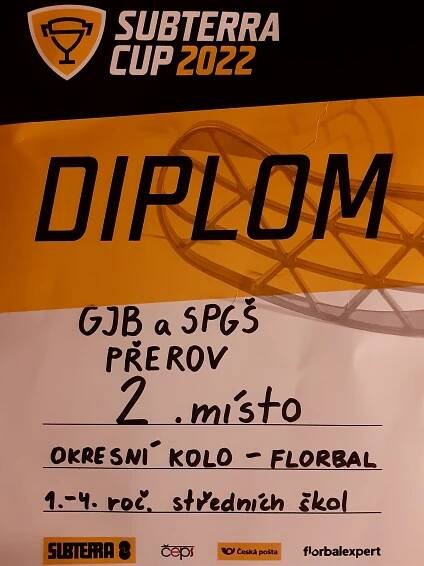 SUBTERRA
CUP 2022
DIPLOM
GJB a SPGŠ
PŘEROV
2. místo
OKRESNÍ KOLO - FLORBAL
1.-4. roč. středních škol
SUBTERRA čeps Česká pošta florbalexpert